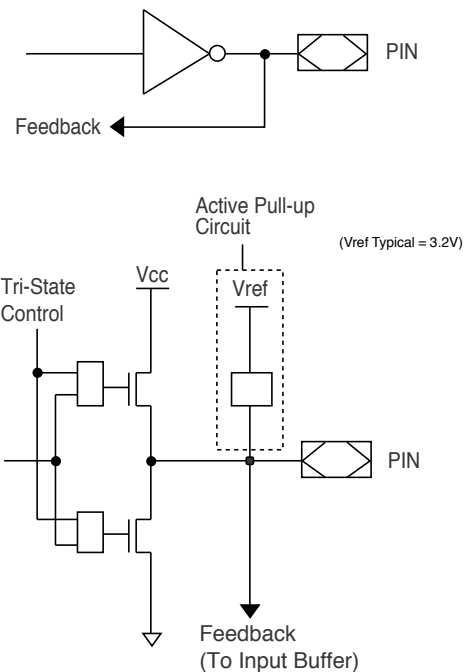 PIN
Feedback
Active Pull-up
Circuit
(Vref Typical = 3.2V)
Tri-State
Control
Vcc
Vref
PIN
Feedback
(To Input Buffer)